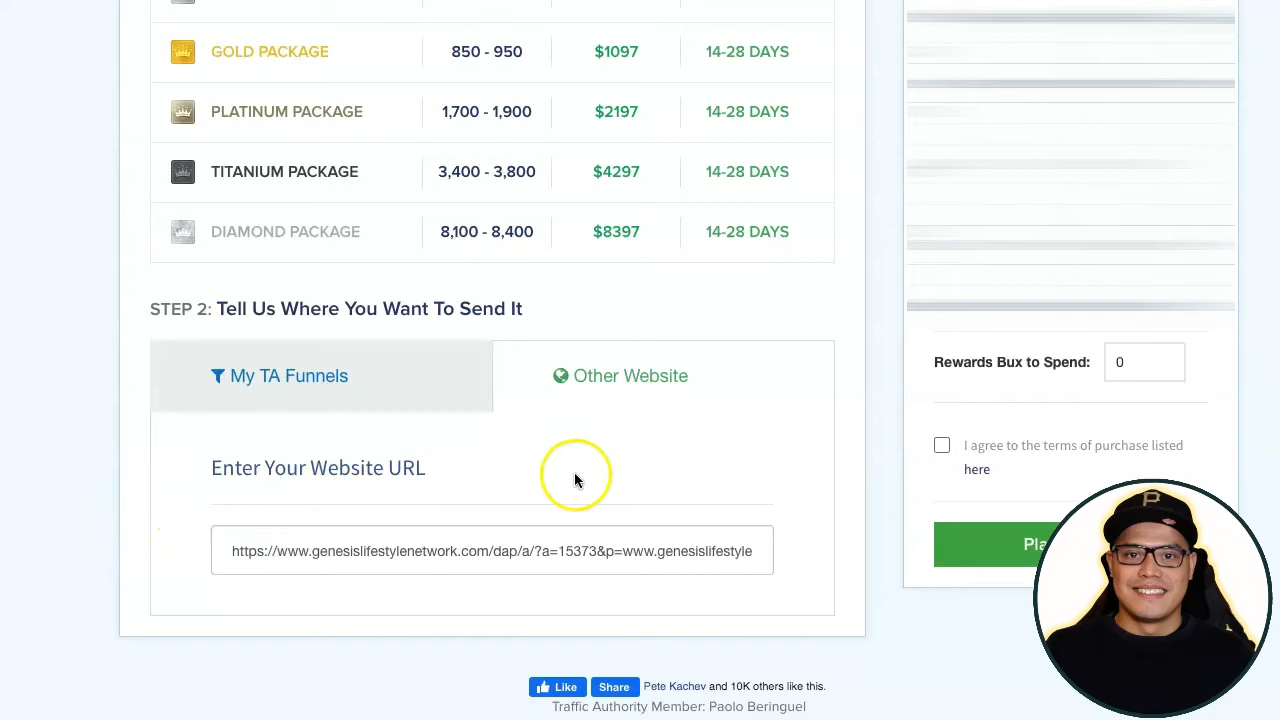 GOLD PACKAGE 850 - 950 $1097 14-28 DAYS
PLATINUM PACKAGE 1,700 - 1,900 $2197 14-28 DAYS
TITANIUM PACKAGE 3,400 - 3,800 $4297 14-28 DAYS
DIAMOND PACKAGE 8,100 - 8,400 $8397 14-28 DAYS
STEP 2: Tell Us Where You Want To Send It
My TA Funnels
Other Website
Enter Your Website URL
https://www.genesislifestylenetwork.com/dap/a/?a=15373&p=www.genesislifestyle
Rewards Bux to Spend: 0
I agree to the terms of purchase listed
here
P
Like Share Pete Kachev and 10K others like this.
Traffic Authority Member: Paolo Beringuel